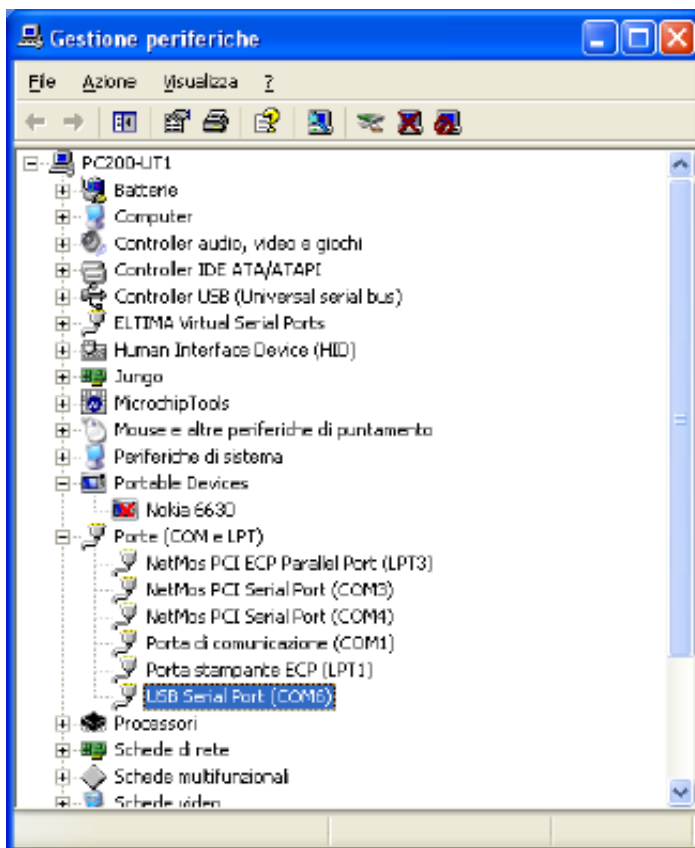 Gestione periferiche
File Azione Visualizza ?
PC200-UT1
Batterie
Computer
Controller audio, video e giochi
Controller IDE ATA/ATAPI
Controller USB (Universal serial bus)
ELTIMA Virtual Serial Ports
Human Interface Device (HID)
Jungo
MicrochipTools
Mouse e altre periferiche di puntamento
Periferiche di sistema
Portable Devices
Nokia 6630
Porte (COM e LPT)
NetMos PCI ECP Parallel Port (LPT3)
NetMos PCI Serial Port (COM3)
NetMos PCI Serial Port (COM4)
Porta di comunicazione (COM1)
Porta stampante ECP (LPT1)
USB Serial Port (COM6)
Processori
Schede di rete
Schede multifunzionali
Schede video